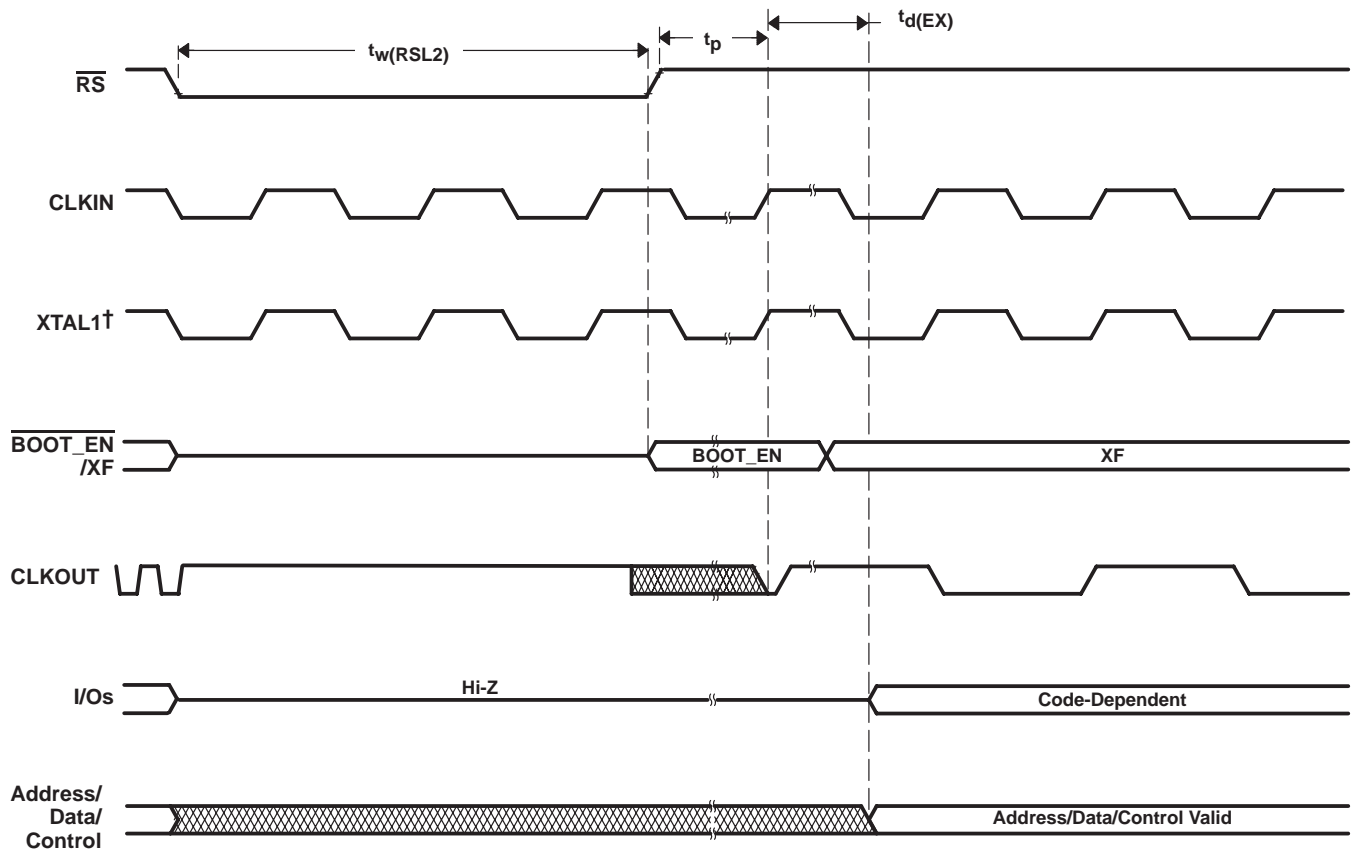 td(EX)
tw(RSL2)
tp
RS
CLKIN
XTAL1†
BOOT_EN
/XF
BOOT_EN
XF
CLKOUT
I/Os
Hi-Z
Code-Dependent
Address/
Data/
Control
Address/Data/Control Valid